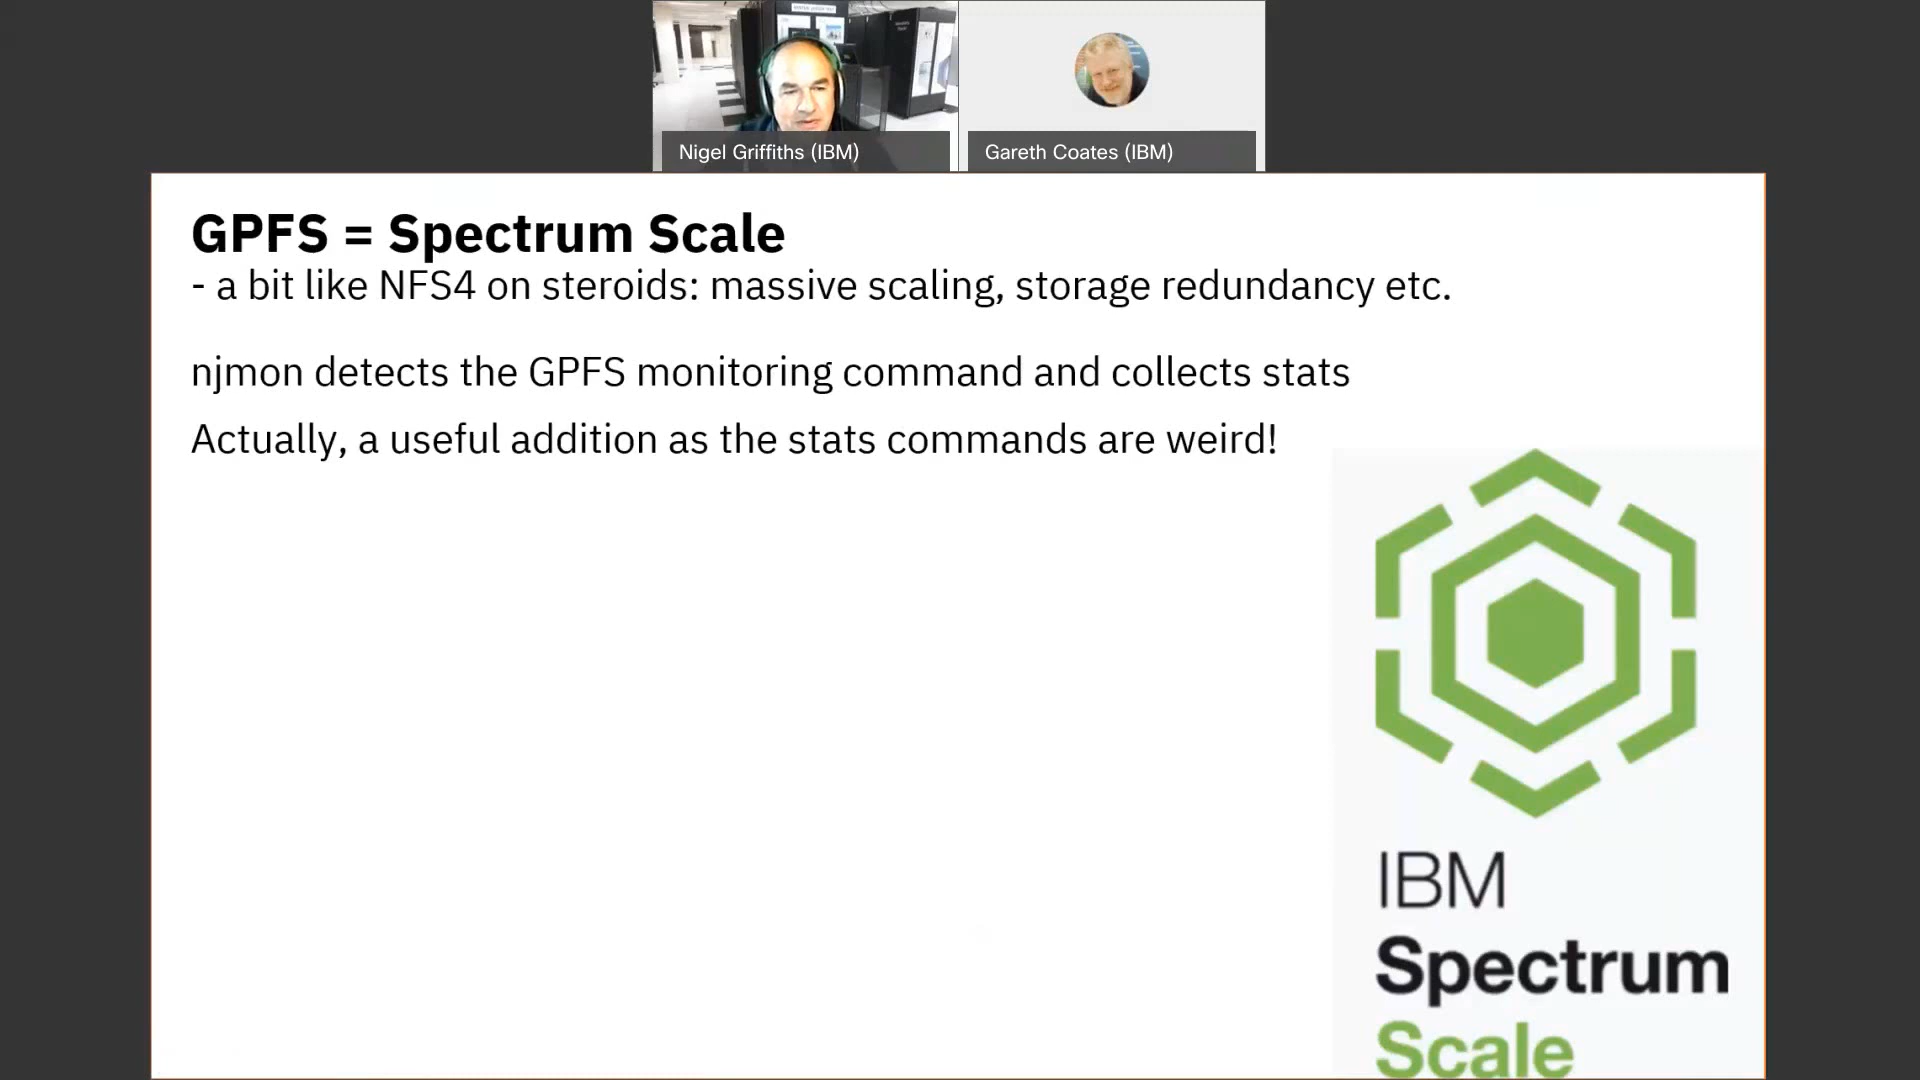 Nigel Griffiths (IBM)
Gareth Coates (IBM)
GPFS = Spectrum Scale
- a bit like NFS4 on steroids: massive scaling, storage redundancy etc.
njmon detects the GPFS monitoring command and collects stats
Actually, a useful addition as the stats commands are weird!
IBM
Spectrum
Scale